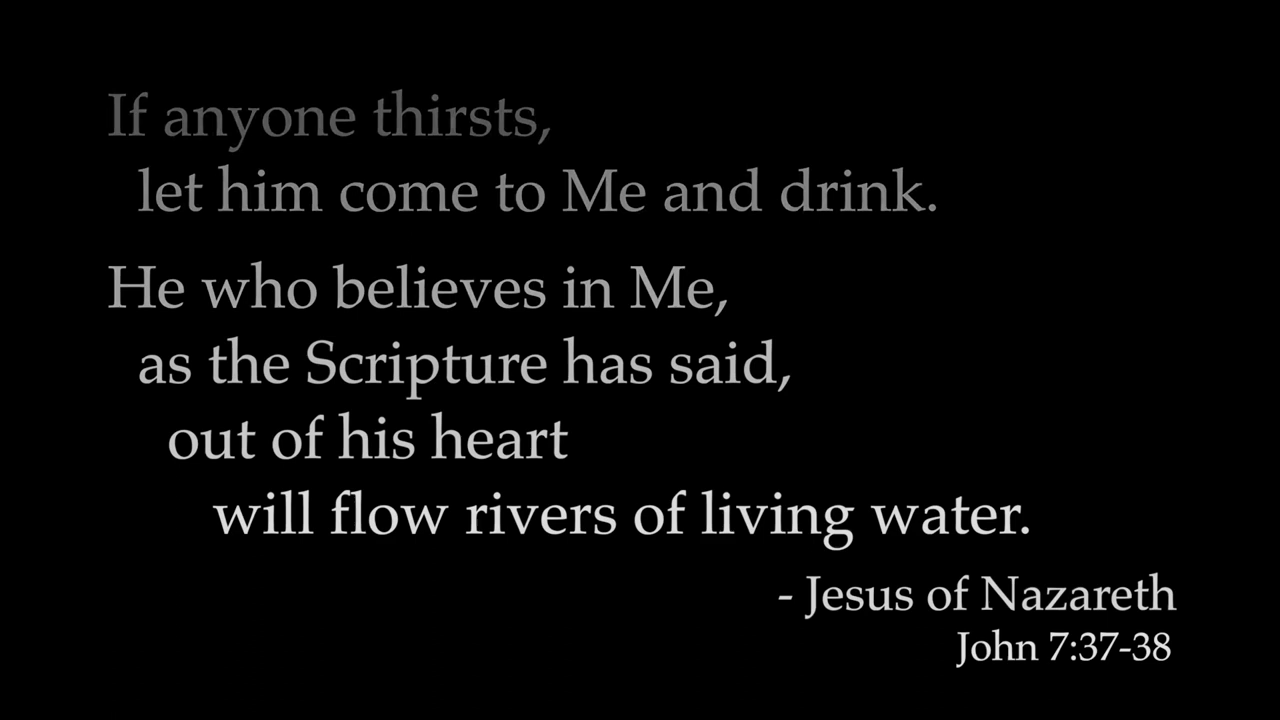 If anyone thirsts,
let him come to Me and drink.
He who believes in Me,
as the Scripture has said,
out of his heart
will flow rivers of living water.
- Jesus of Nazareth
John 7:37-38